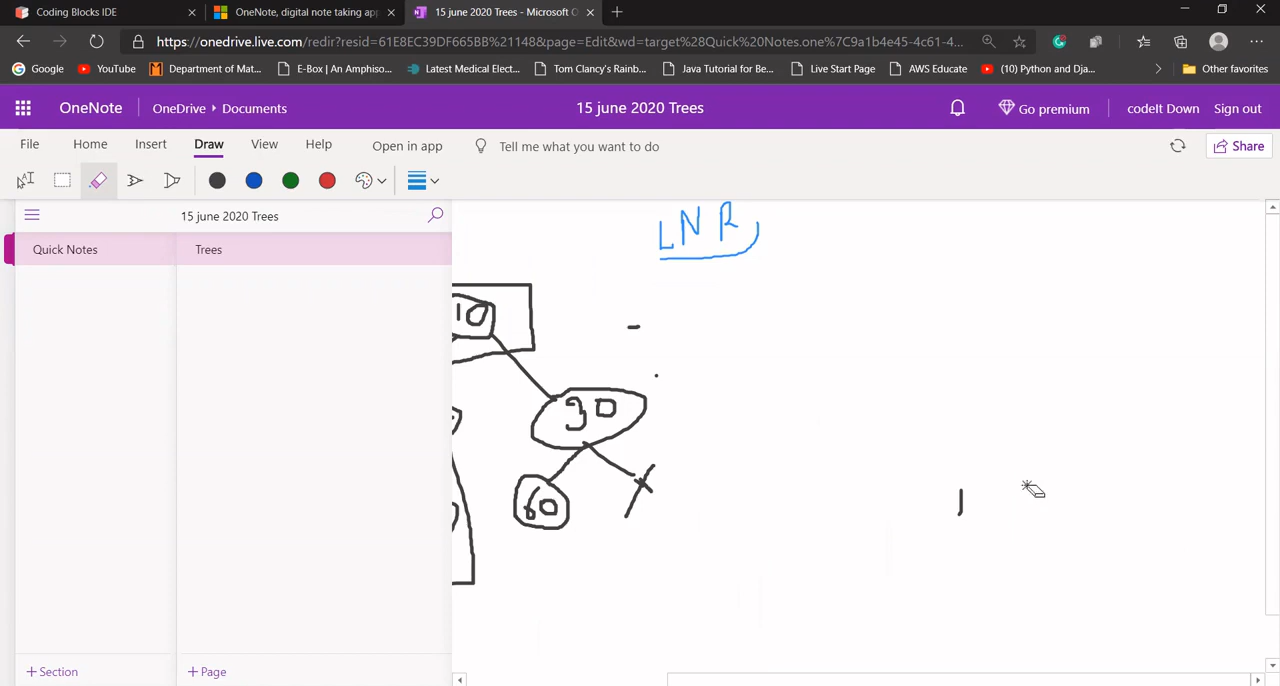 Coding Blocks IDE
OneNote, digital note taking app
15 june 2020 Trees - Microsoft O
https://onedrive.live.com/redir?resid=61E8EC39DF665BB\21148&page=Edit&wd=target%28Quick%20Notes.one%7C9a1b4e45-4c61-4...
Google
YouTube
Department of Mat...
E-Box | An Amphiso...
Latest Medical Elect...
Tom Clancy's Rainb...
Java Tutorial for Be...
Live Start Page
AWS Educate
(10) Python and Dja...
Other favorites
OneNote
OneDrive
Documents
15 june 2020 Trees
Go premium
codeIt Down
Sign out
File
Home
Insert
Draw
View
Help
Open in app
Tell me what you want to do
Share
15 june 2020 Trees
Quick Notes
Trees
LNR
10
30
60
+ Section
+ Page